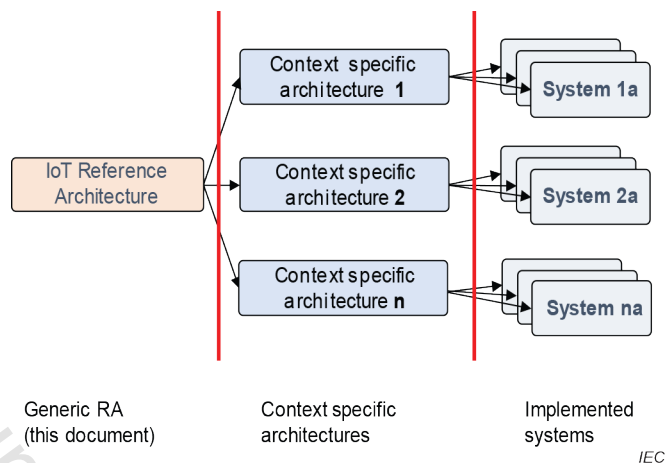 Context specific
architecture 1
System 1a
IoT Reference
Architecture
Context specific
architecture 2
System 2a
Context specific
architecture n
System na
Generic RA
(this document)
Context specific
architectures
Implemented
systems
IEC